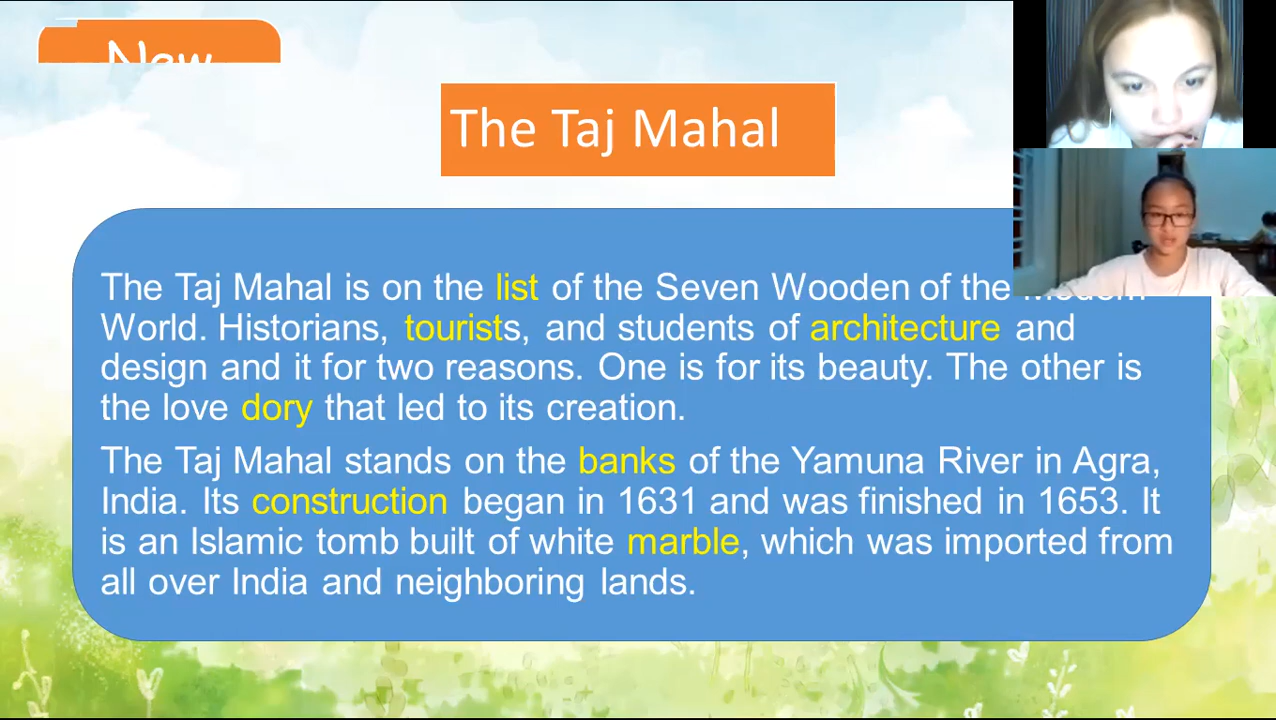 New
The Taj Mahal
The Taj Mahal is on the list of the Seven Wooden of the
World. Historians, tourists, and students of architecture and
design and it for two reasons. One is for its beauty. The other is
the love dory that led to its creation.
The Taj Mahal stands on the banks of the Yamuna River in Agra,
India. Its construction began in 1631 and was finished in 1653. It
is an Islamic tomb built of white marble, which was imported from
all over India and neighboring lands.